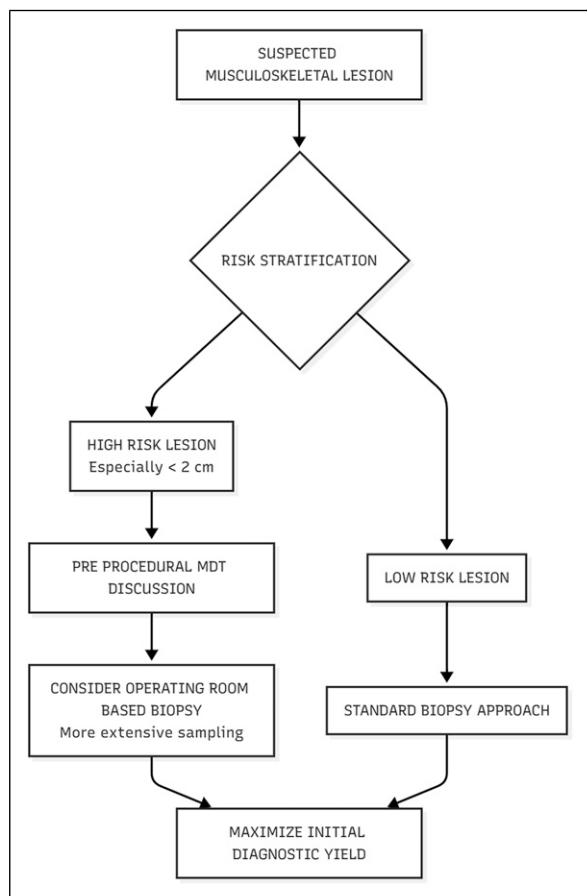 SUSPECTED
MUSCULOSKELETAL LESION
RISK STRATIFICATION
HIGH RISK LESION
Especially < 2 cm
PRE PROCEDURAL MDT
DISCUSSION
LOW RISK LESION
CONSIDER OPERATING ROOM
BASED BIOPSY
More extensive sampling
STANDARD BIOPSY APPROACH
MAXIMIZE INITIAL
DIAGNOSTIC YIELD